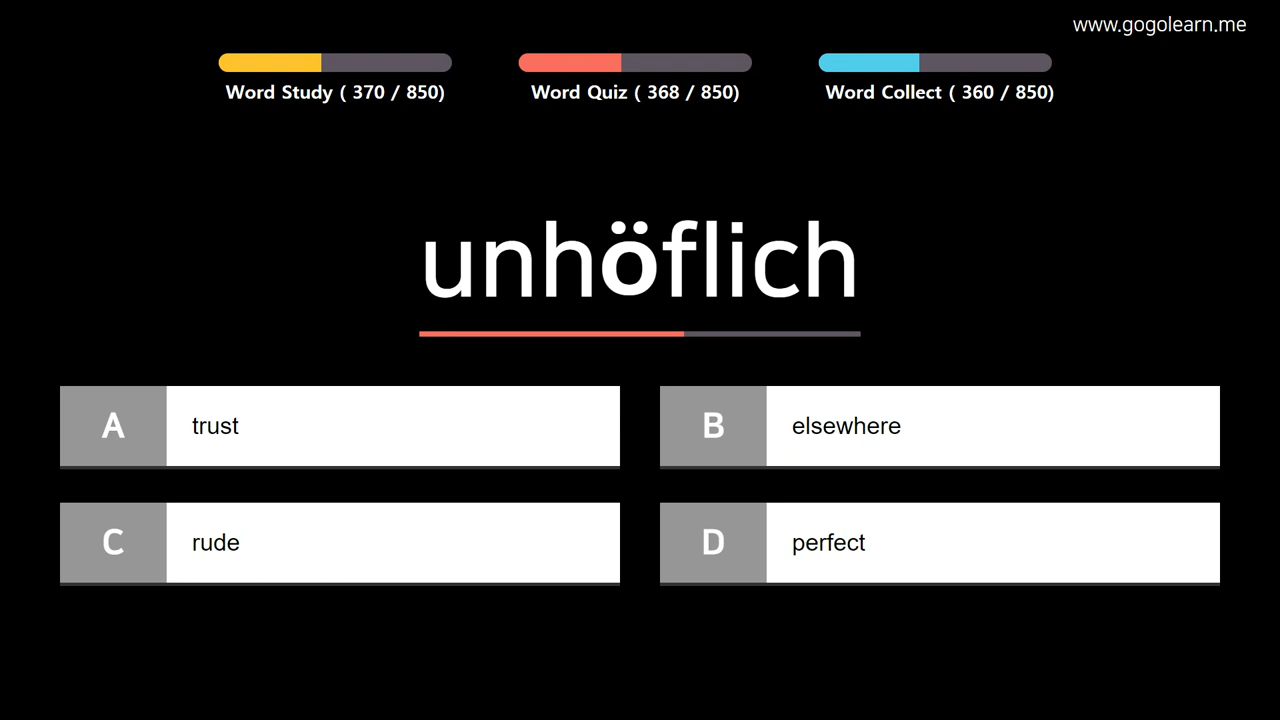 www.gogolearn.me
Word Study ( 370 / 850)
Word Quiz ( 368 / 850)
Word Collect ( 360 / 850)
unhöflich
A
trust
B
elsewhere
C
rude
D
perfect